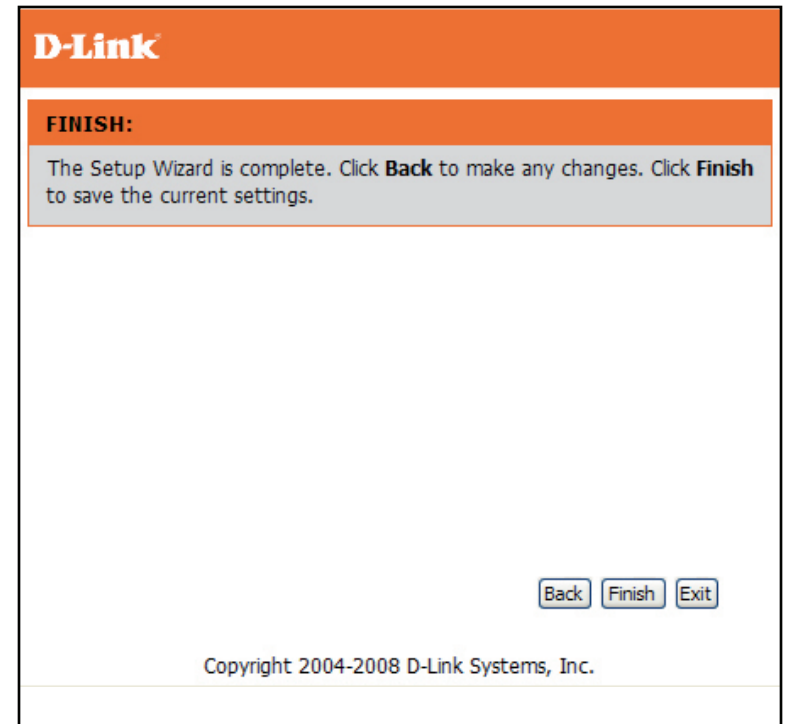 D-Link
FINISH:
The Setup Wizard is complete. Click Back to make any changes. Click Finish
to save the current settings.
Back Finish Exit
Copyright 2004-2008 D-Link Systems, Inc.